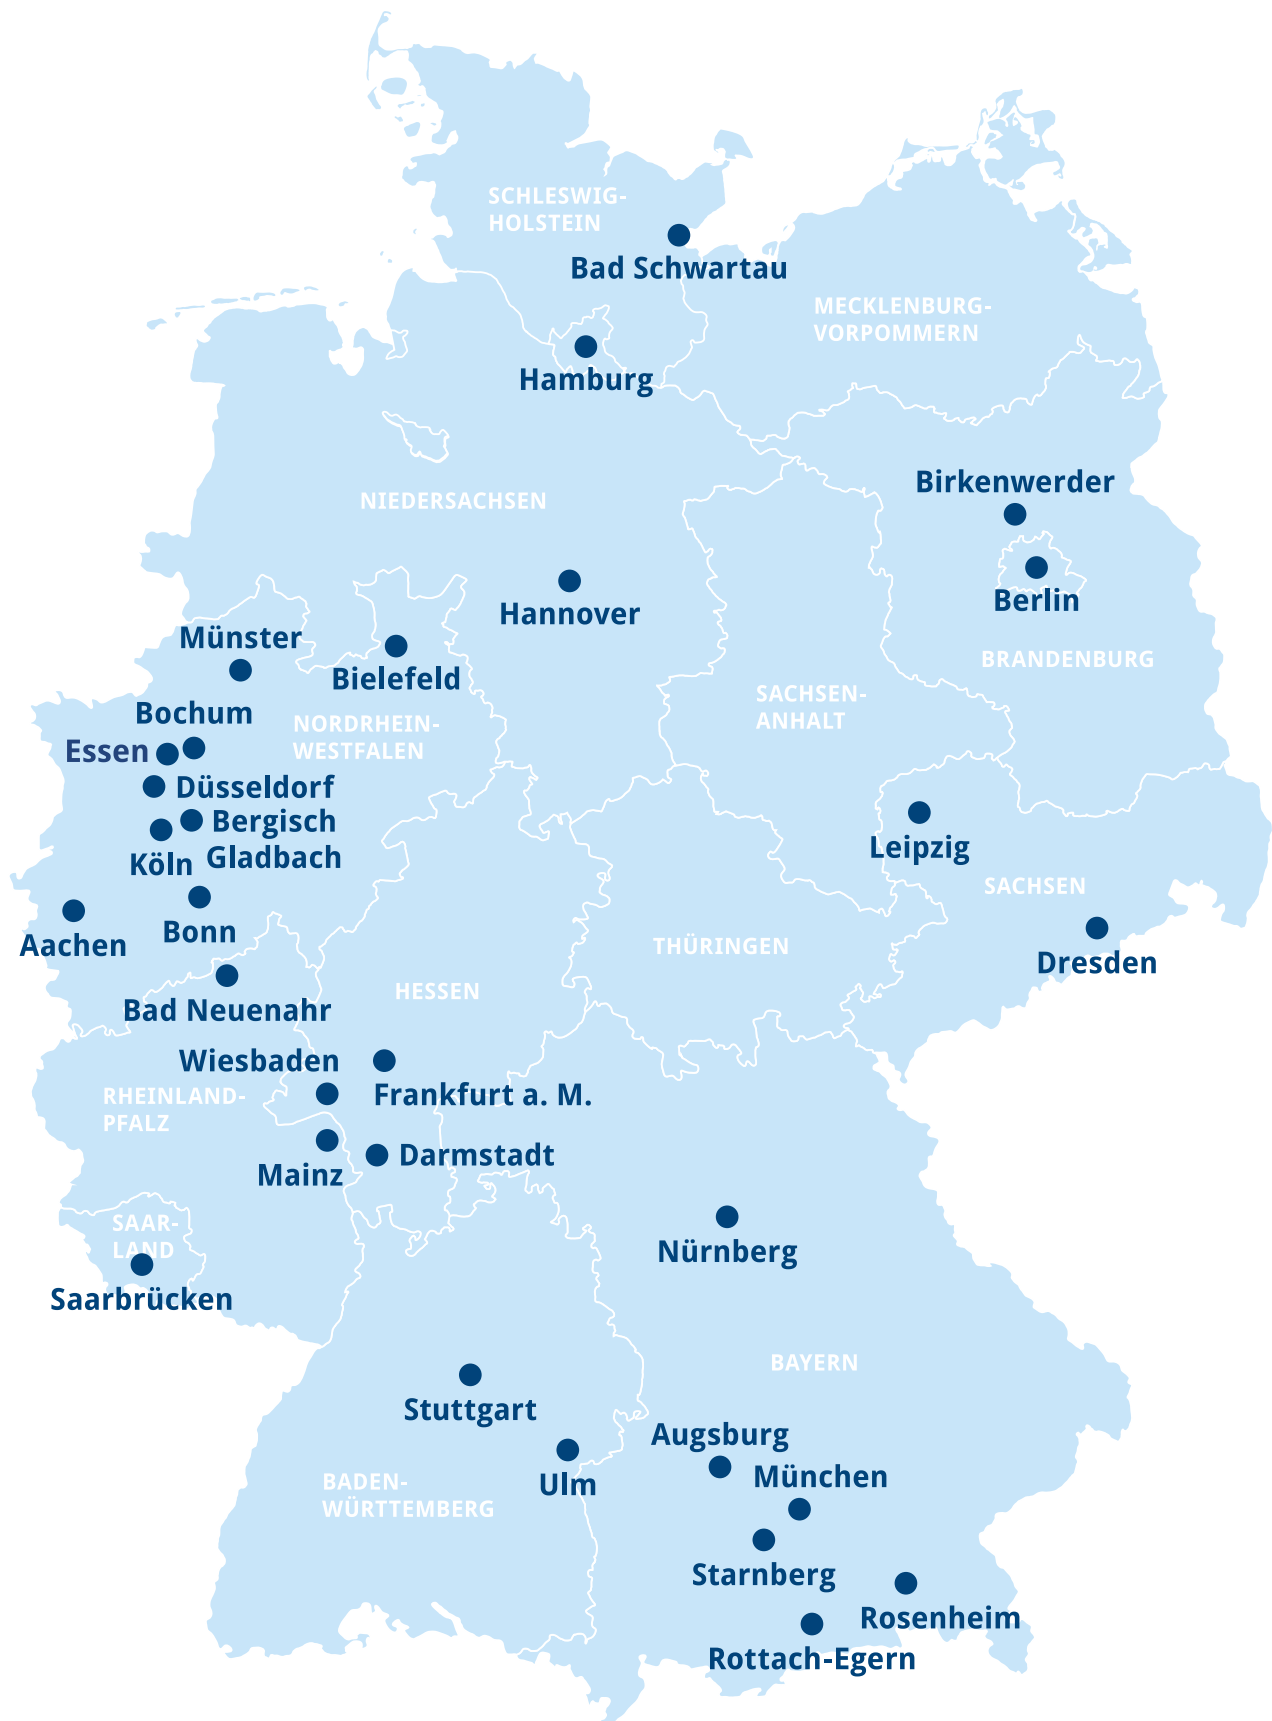 SCHLESWIG-
HOLSTEIN
Bad Schwartau
MECKLENBURG-
VORPOMMERN
Hamburg
Birkenwerder
NIEDERSACHSEN
Berlin
Hannover
Münster
Bielefeld
BRANDENBURG
SACHSEN-
ANHALT
Bochum
NORDRHEIN-
WESTFALEN
Essen
Düsseldorf
Bergisch
Gladbach
Köln
Leipzig
SACHSEN
Bonn
Aachen
THÜRINGEN
Dresden
HESSEN
Bad Neuenahr
Wiesbaden
Frankfurt a. M.
RHEINLAND-
PFALZ
Darmstadt
Mainz
SAAR-
LAND
Nürnberg
Saarbrücken
BAYERN
Stuttgart
Augsburg
München
Ulm
BADEN-
WÜRTTEMBERG
Starnberg
Rosenheim
Rottach-Egern